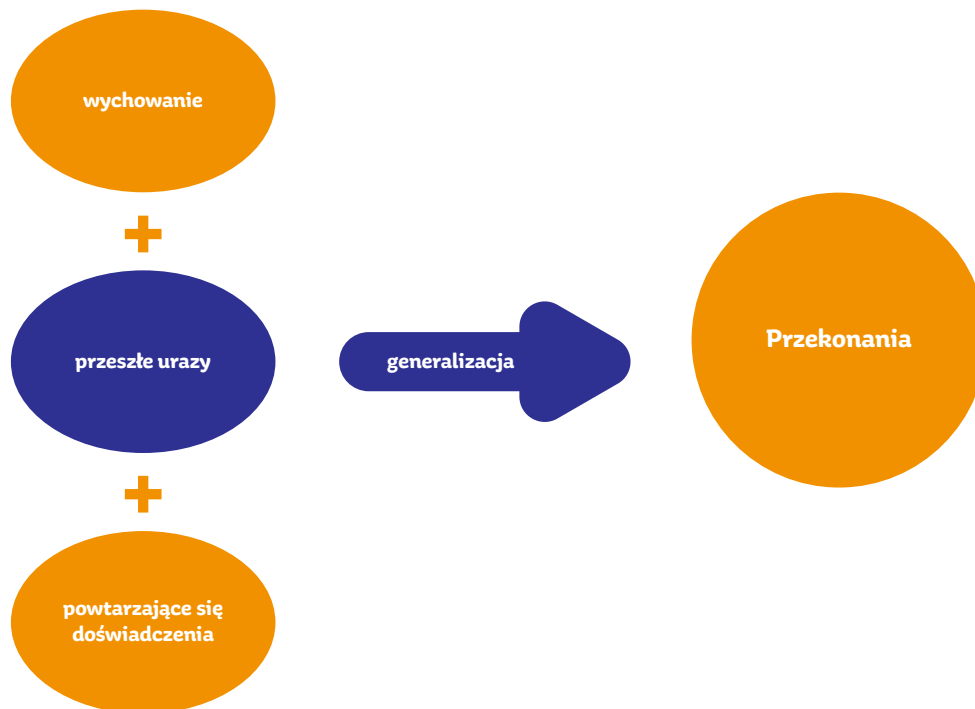 wychowanie
+
przeszłe urazy
+
powtarzające się
doświadczenia
generalizacja
Przekonania